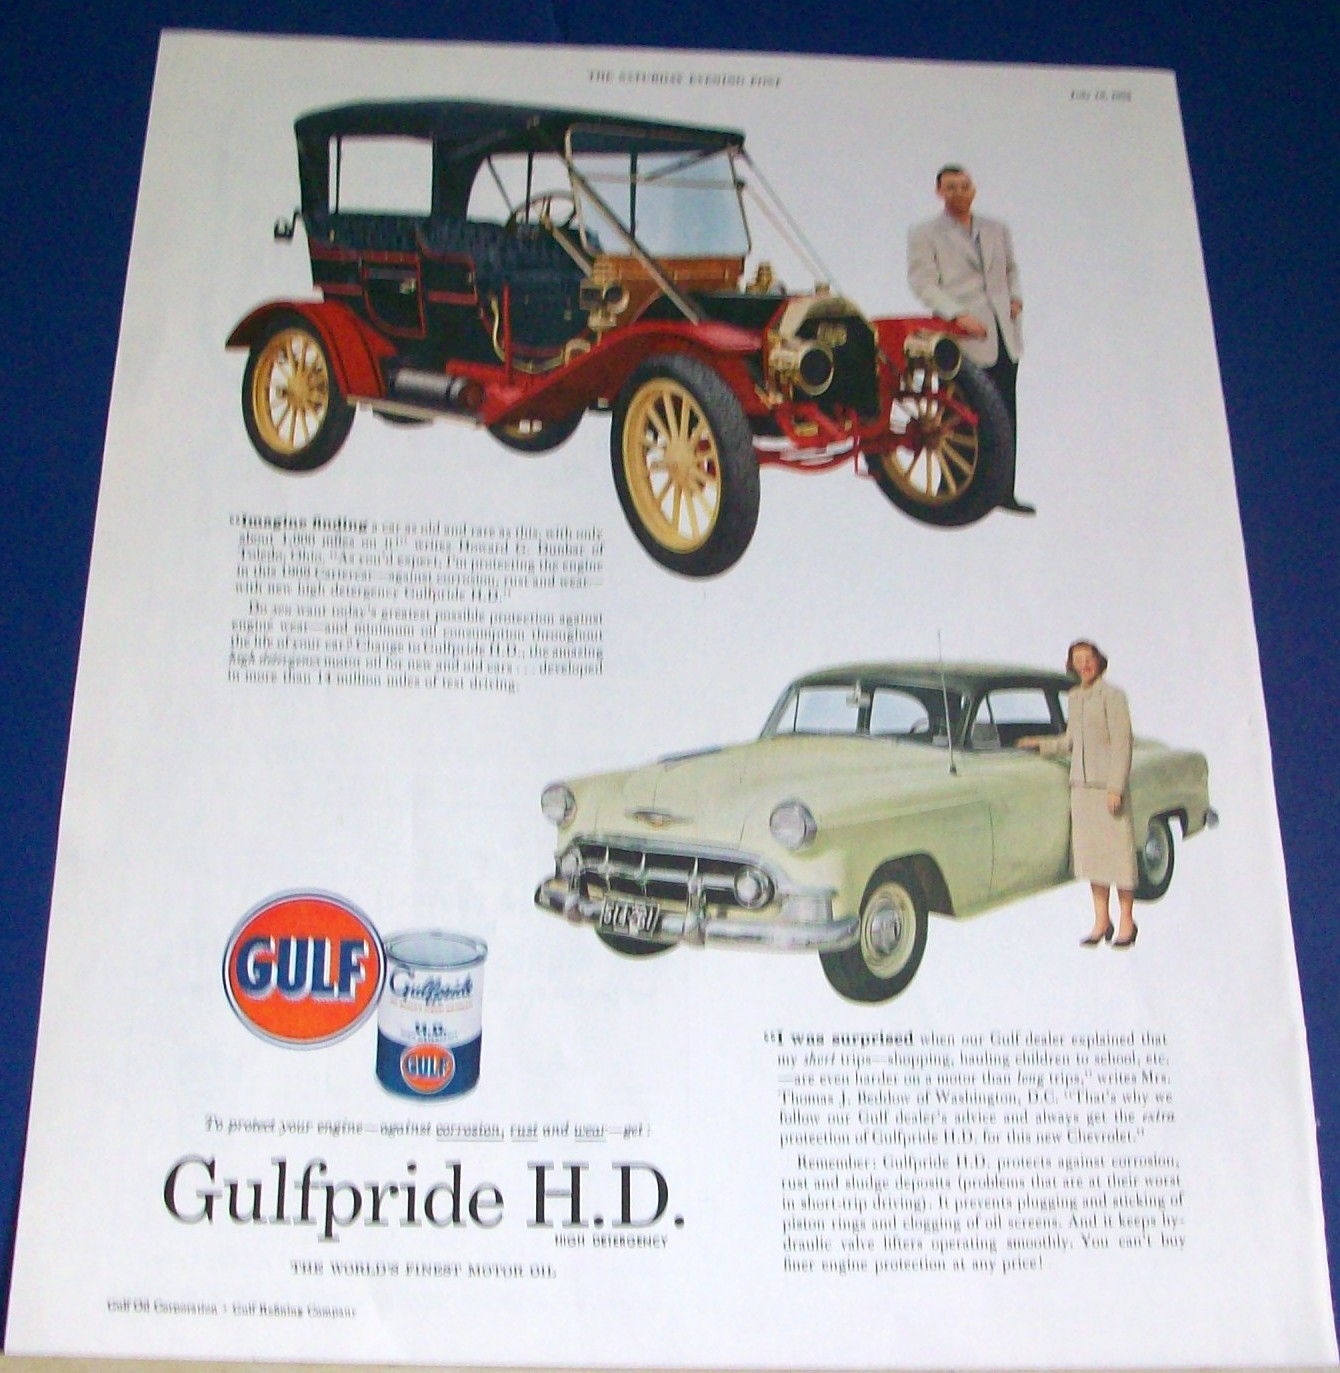 THE SATURDAY EVENING POST
July 18, 1953
"Imagine finding a car as old and rare as this, with only
about 1,000 miles on it!" writes Howard G. Dunbar of
Toledo, Ohio. "As you'd expect, I'm protecting the engine
in this 1909 Cartercar—against corrosion, rust and wear—
with new high detergency Gulfpride H.D."
Do you want today's greatest possible protection against
engine wear—and minimum oil consumption throughout
the life of your car? Change to Gulfpride H.D., the amazing
high detergency motor oil for new and old cars . . . developed
in more than 14 million miles of test driving.
GULF
Gulfpride
H.D.
GULF
To protect your engine—against corrosion, rust and wear—get:
Gulfpride H.D.
HIGH DETERGENCY
THE WORLD'S FINEST MOTOR OIL
Gulf Oil Corporation • Gulf Refining Company
"I was surprised when our Gulf dealer explained that
my short trips—shopping, hauling children to school, etc.
—are even harder on a motor than long trips," writes Mrs.
Thomas J. Beddow of Washington, D.C. "That's why we
follow our Gulf dealer's advice and always get the extra
protection of Gulfpride H.D. for this new Chevrolet."
Remember: Gulfpride H.D. protects against corrosion,
rust and sludge deposits (problems that are at their worst
in short-trip driving). It prevents plugging and sticking of
piston rings and clogging of oil screens. And it keeps hy-
draulic valve lifters operating smoothly. You can't buy
finer engine protection at any price!